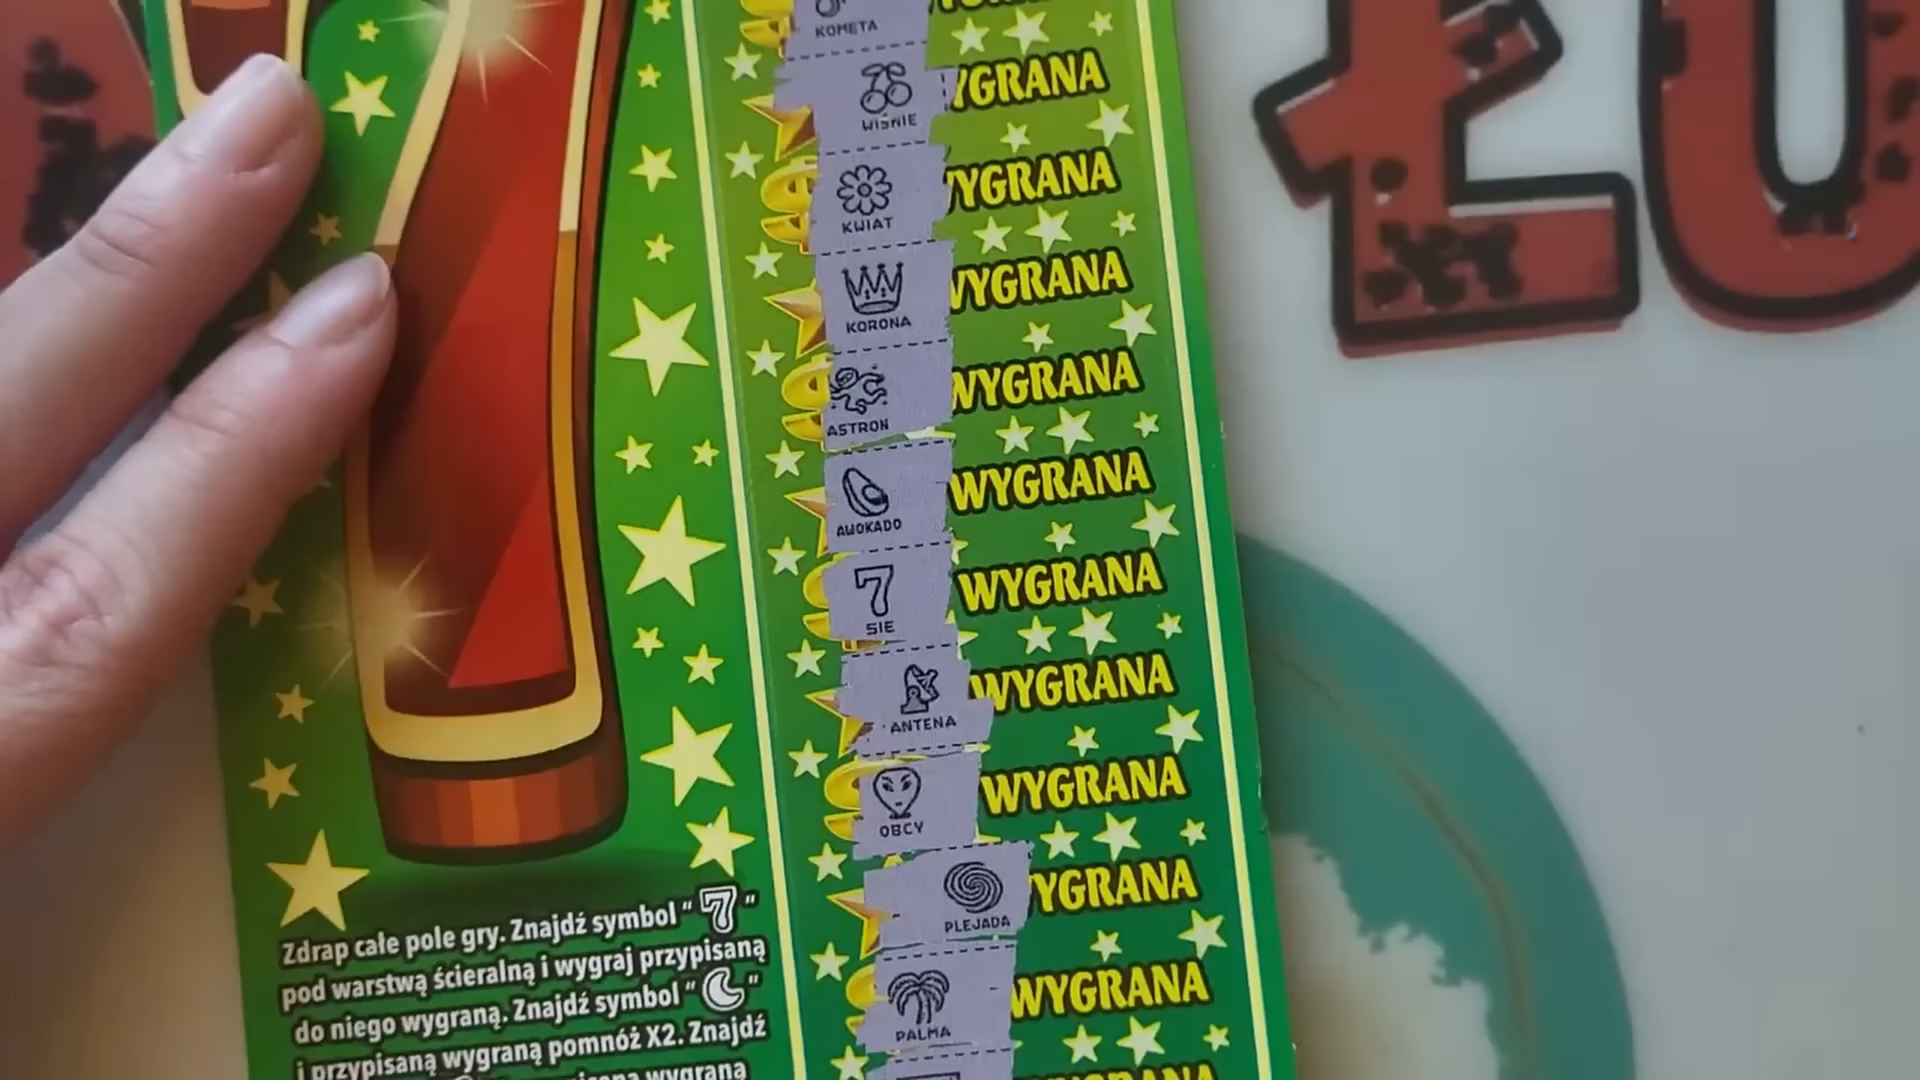 KOMETA
WIŚNIE WYGRANA
KWIAT WYGRANA
KORONA WYGRANA
ASTRON WYGRANA
AWOKADO WYGRANA
7 WYGRANA
SIE
ANTENA WYGRANA
OBCY WYGRANA
PLEJADA WYGRANA
PALMA WYGRANA
Zdrap całe pole gry. Znajdź symbol "7"
pod warstwą ścieralną i wygraj przypisaną
do niego wygraną. Znajdź symbol " "
i przypisaną wygraną pomnóż X2. Znajdź
wygraną